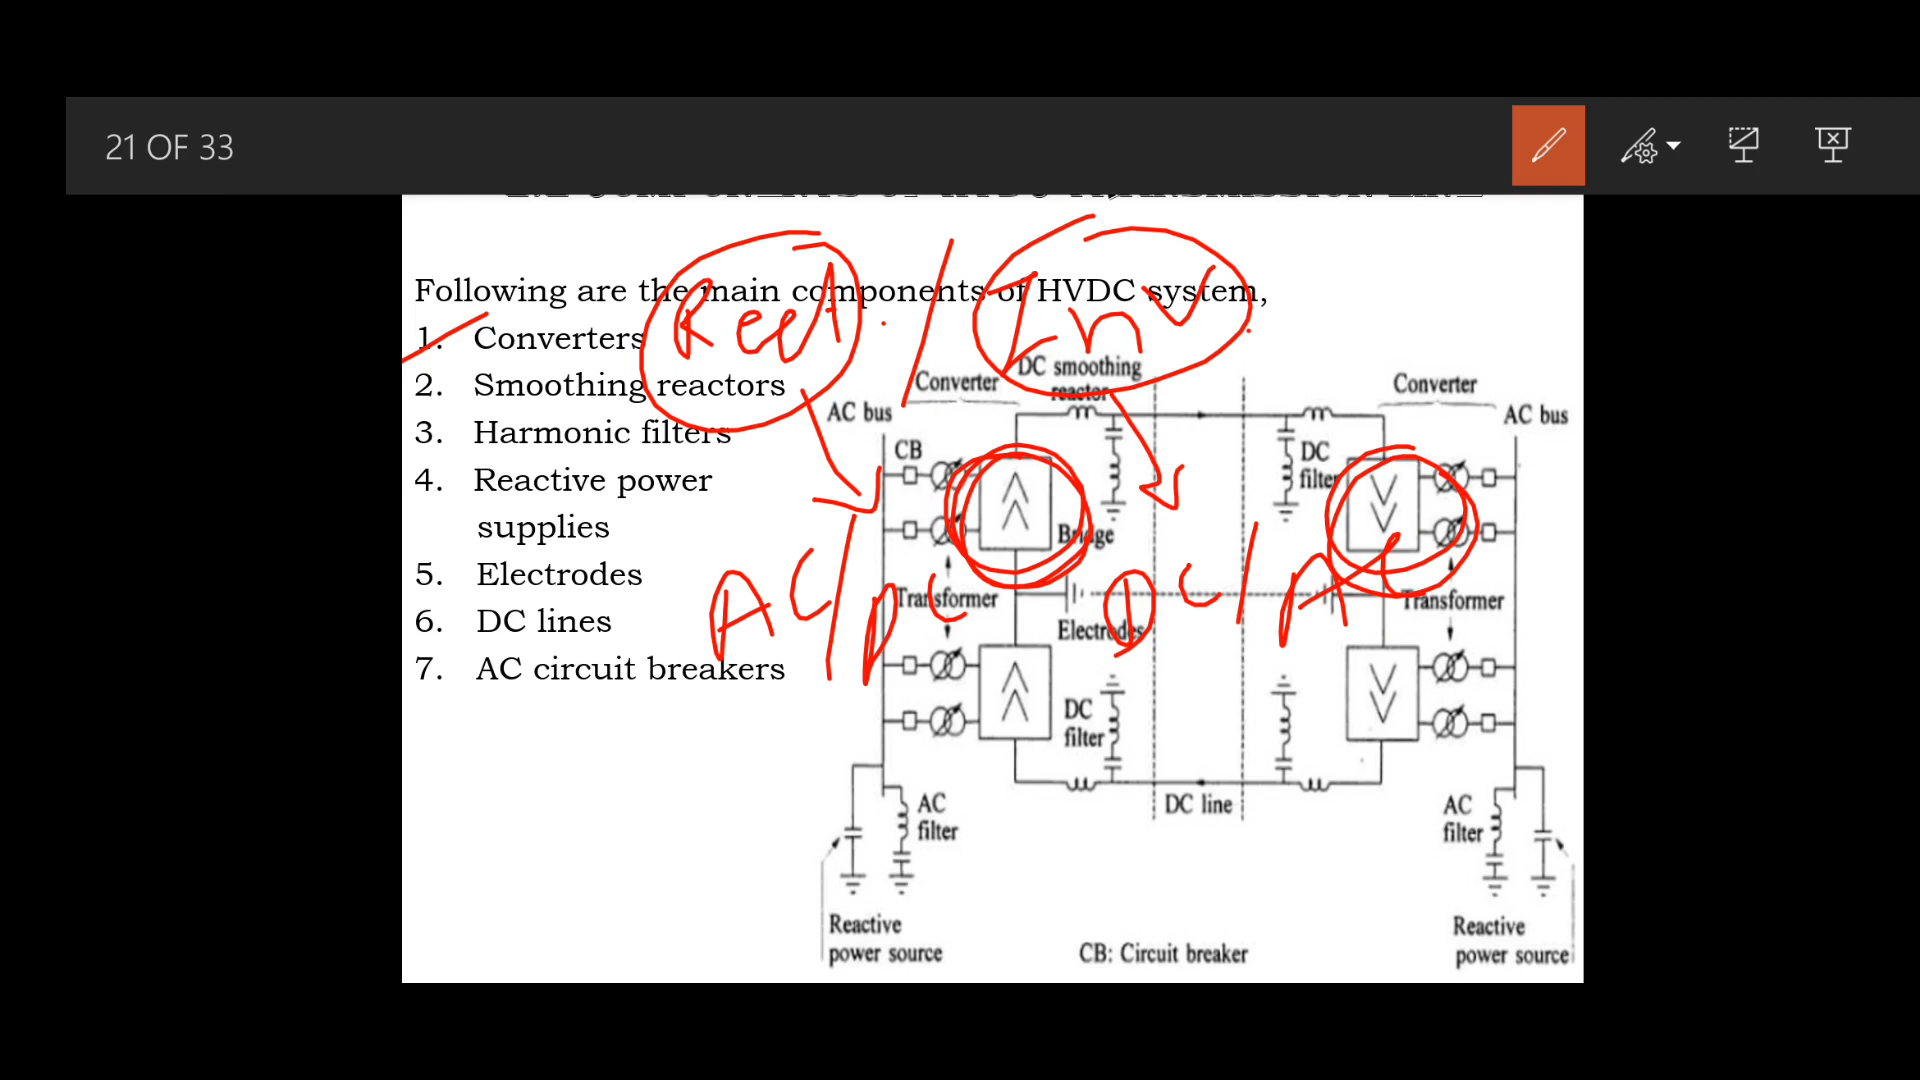 21 OF 33
Following are the main components of HVDC system,
1. Converters
2. Smoothing reactors
3. Harmonic filters
4. Reactive power
supplies
5. Electrodes
6. DC lines
7. AC circuit breakers
Rect / Inv
AC/DC
DC/AC
Converter
DC smoothing
reactor
Converter
AC bus
AC bus
CB
DC
filter
Bridge
Transformer
Transformer
Electrodes
DC
filter
DC line
AC
filter
AC
filter
Reactive
power source
CB: Circuit breaker
Reactive
power source